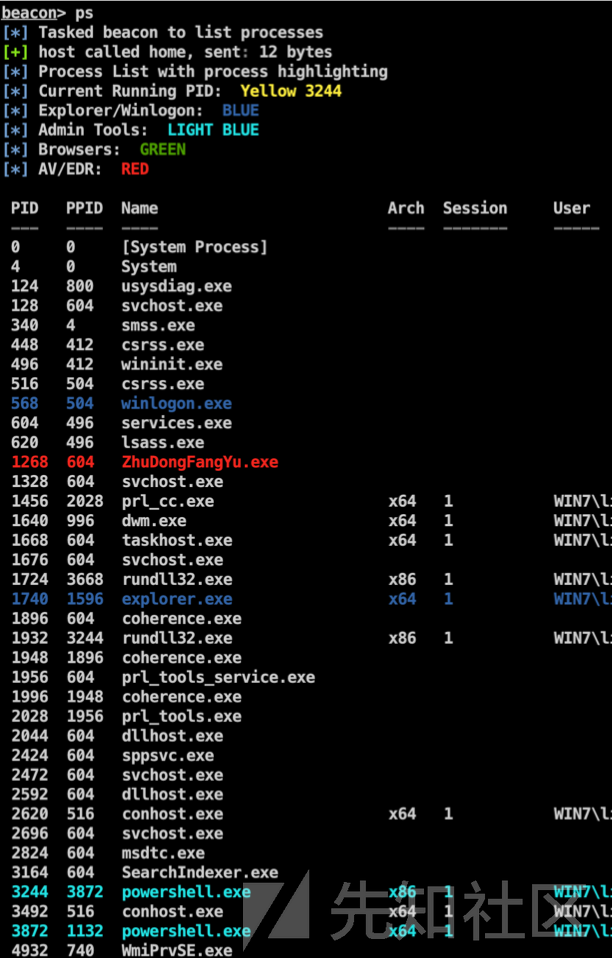 beacon> ps
[*] Tasked beacon to list processes
[+] host called home, sent: 12 bytes
[*] Process List with process highlighting
[*] Current Running PID:  Yellow 3244
[*] Explorer/Winlogon:  BLUE
[*] Admin Tools:  LIGHT BLUE
[*] Browsers:  GREEN
[*] AV/EDR:  RED
PID   PPID  Name                         Arch  Session     User
---   ----  ----                         ----  -------     -----
0     0     [System Process]
4     0     System
124   800   usysdiag.exe
128   604   svchost.exe
340   4     smss.exe
448   412   csrss.exe
496   412   wininit.exe
516   504   csrss.exe
568   504   winlogon.exe
604   496   services.exe
620   496   lsass.exe
1268  604   ZhuDongFangYu.exe
1328  604   svchost.exe
1456  2028  prl_cc.exe                   x64   1           WIN7\li
1640  996   dwm.exe                      x64   1           WIN7\li
1668  604   taskhost.exe                 x64   1           WIN7\li
1676  604   svchost.exe
1724  3668  rundll32.exe                 x86   1           WIN7\li
1740  1596  explorer.exe                 x64   1           WIN7\li
1896  604   coherence.exe
1932  3244  rundll32.exe                 x86   1           WIN7\li
1948  1896  coherence.exe
1956  604   prl_tools_service.exe
1996  1948  coherence.exe
2028  1956  prl_tools.exe
2044  604   dllhost.exe
2424  604   sppsvc.exe
2472  604   svchost.exe
2592  604   dllhost.exe
2620  516   conhost.exe                  x64   1           WIN7\li
2696  604   svchost.exe
2824  604   msdtc.exe
3164  604   SearchIndexer.exe
3244  3872  powershell.exe               x86   1           WIN7\li
3492  516   conhost.exe                  x64   1           WIN7\li
3872  1132  powershell.exe               x64   1           WIN7\li
4932  740   WmiPrvSE.exe
先知社区